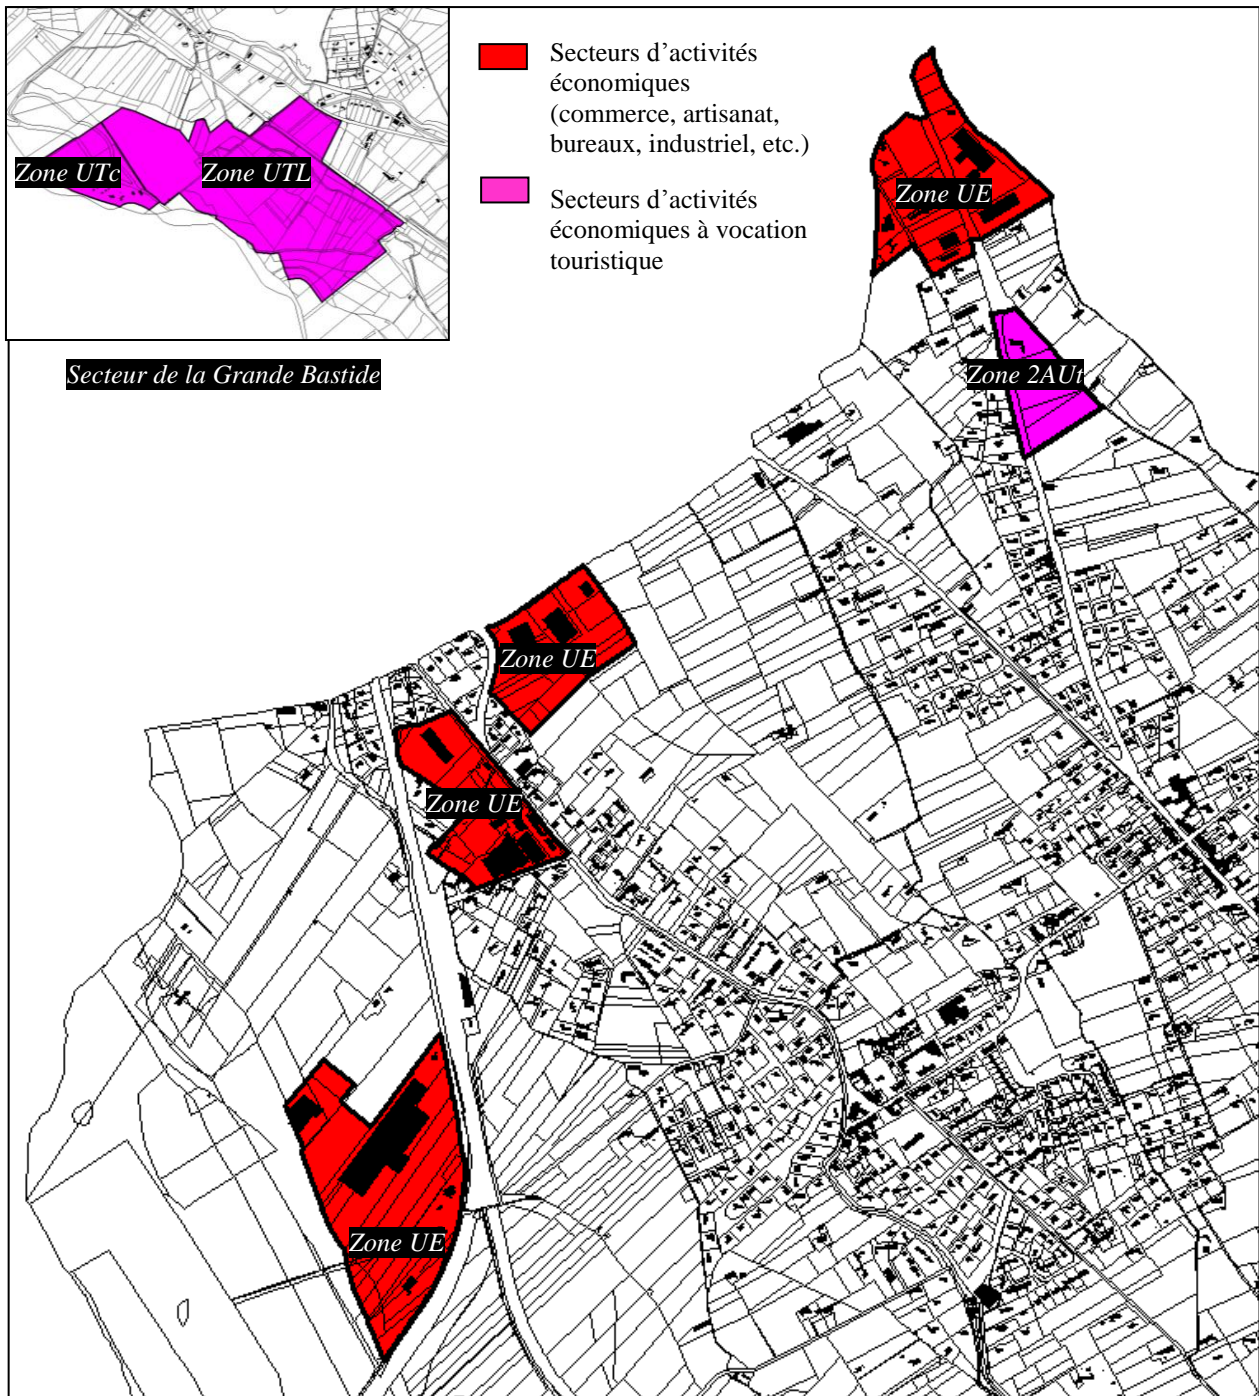 Zone UTc
Zone UTL
Secteur de la Grande Bastide
Secteurs d'activités
économiques
(commerce, artisanat,
bureaux, industriel, etc.)
Secteurs d'activités
économiques à vocation
touristique
Zone UE
Zone 2AUt
Zone UE
Zone UE
Zone UE